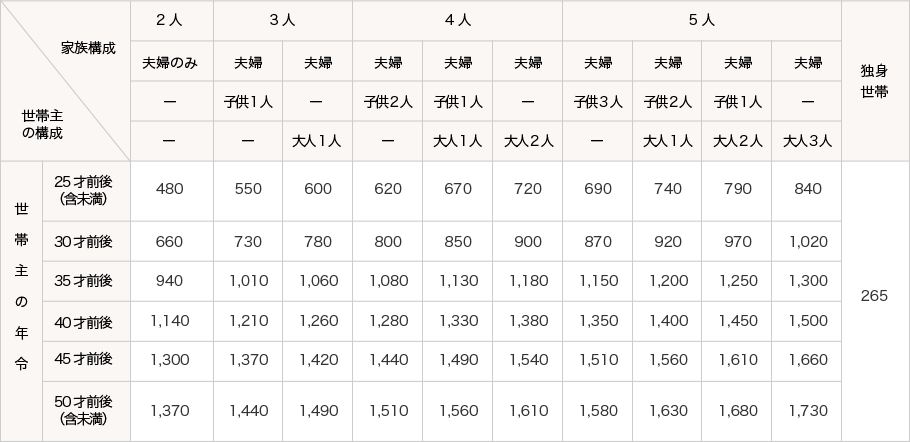 家族構成
世帯主
の構成
2人 3人 4人 5人 独身
世帯
夫婦のみ 夫婦 夫婦 夫婦 夫婦 夫婦 夫婦 夫婦 夫婦 夫婦
ー 子供1人 ー 子供2人 子供1人 ー 子供3人 子供2人 子供1人 ー
ー ー 大人1人 ー 大人1人 大人2人 ー 大人1人 大人2人 大人3人
世帯主の年令
25才前後
（含未満） 480 550 600 620 670 720 690 740 790 840
30才前後 660 730 780 800 850 900 870 920 970 1,020
35才前後 940 1,010 1,060 1,080 1,130 1,180 1,150 1,200 1,250 1,300
265
40才前後 1,140 1,210 1,260 1,280 1,330 1,380 1,350 1,400 1,450 1,500
45才前後 1,300 1,370 1,420 1,440 1,490 1,540 1,510 1,560 1,610 1,660
50才前後
（含未満） 1,370 1,440 1,490 1,510 1,560 1,610 1,580 1,630 1,680 1,730